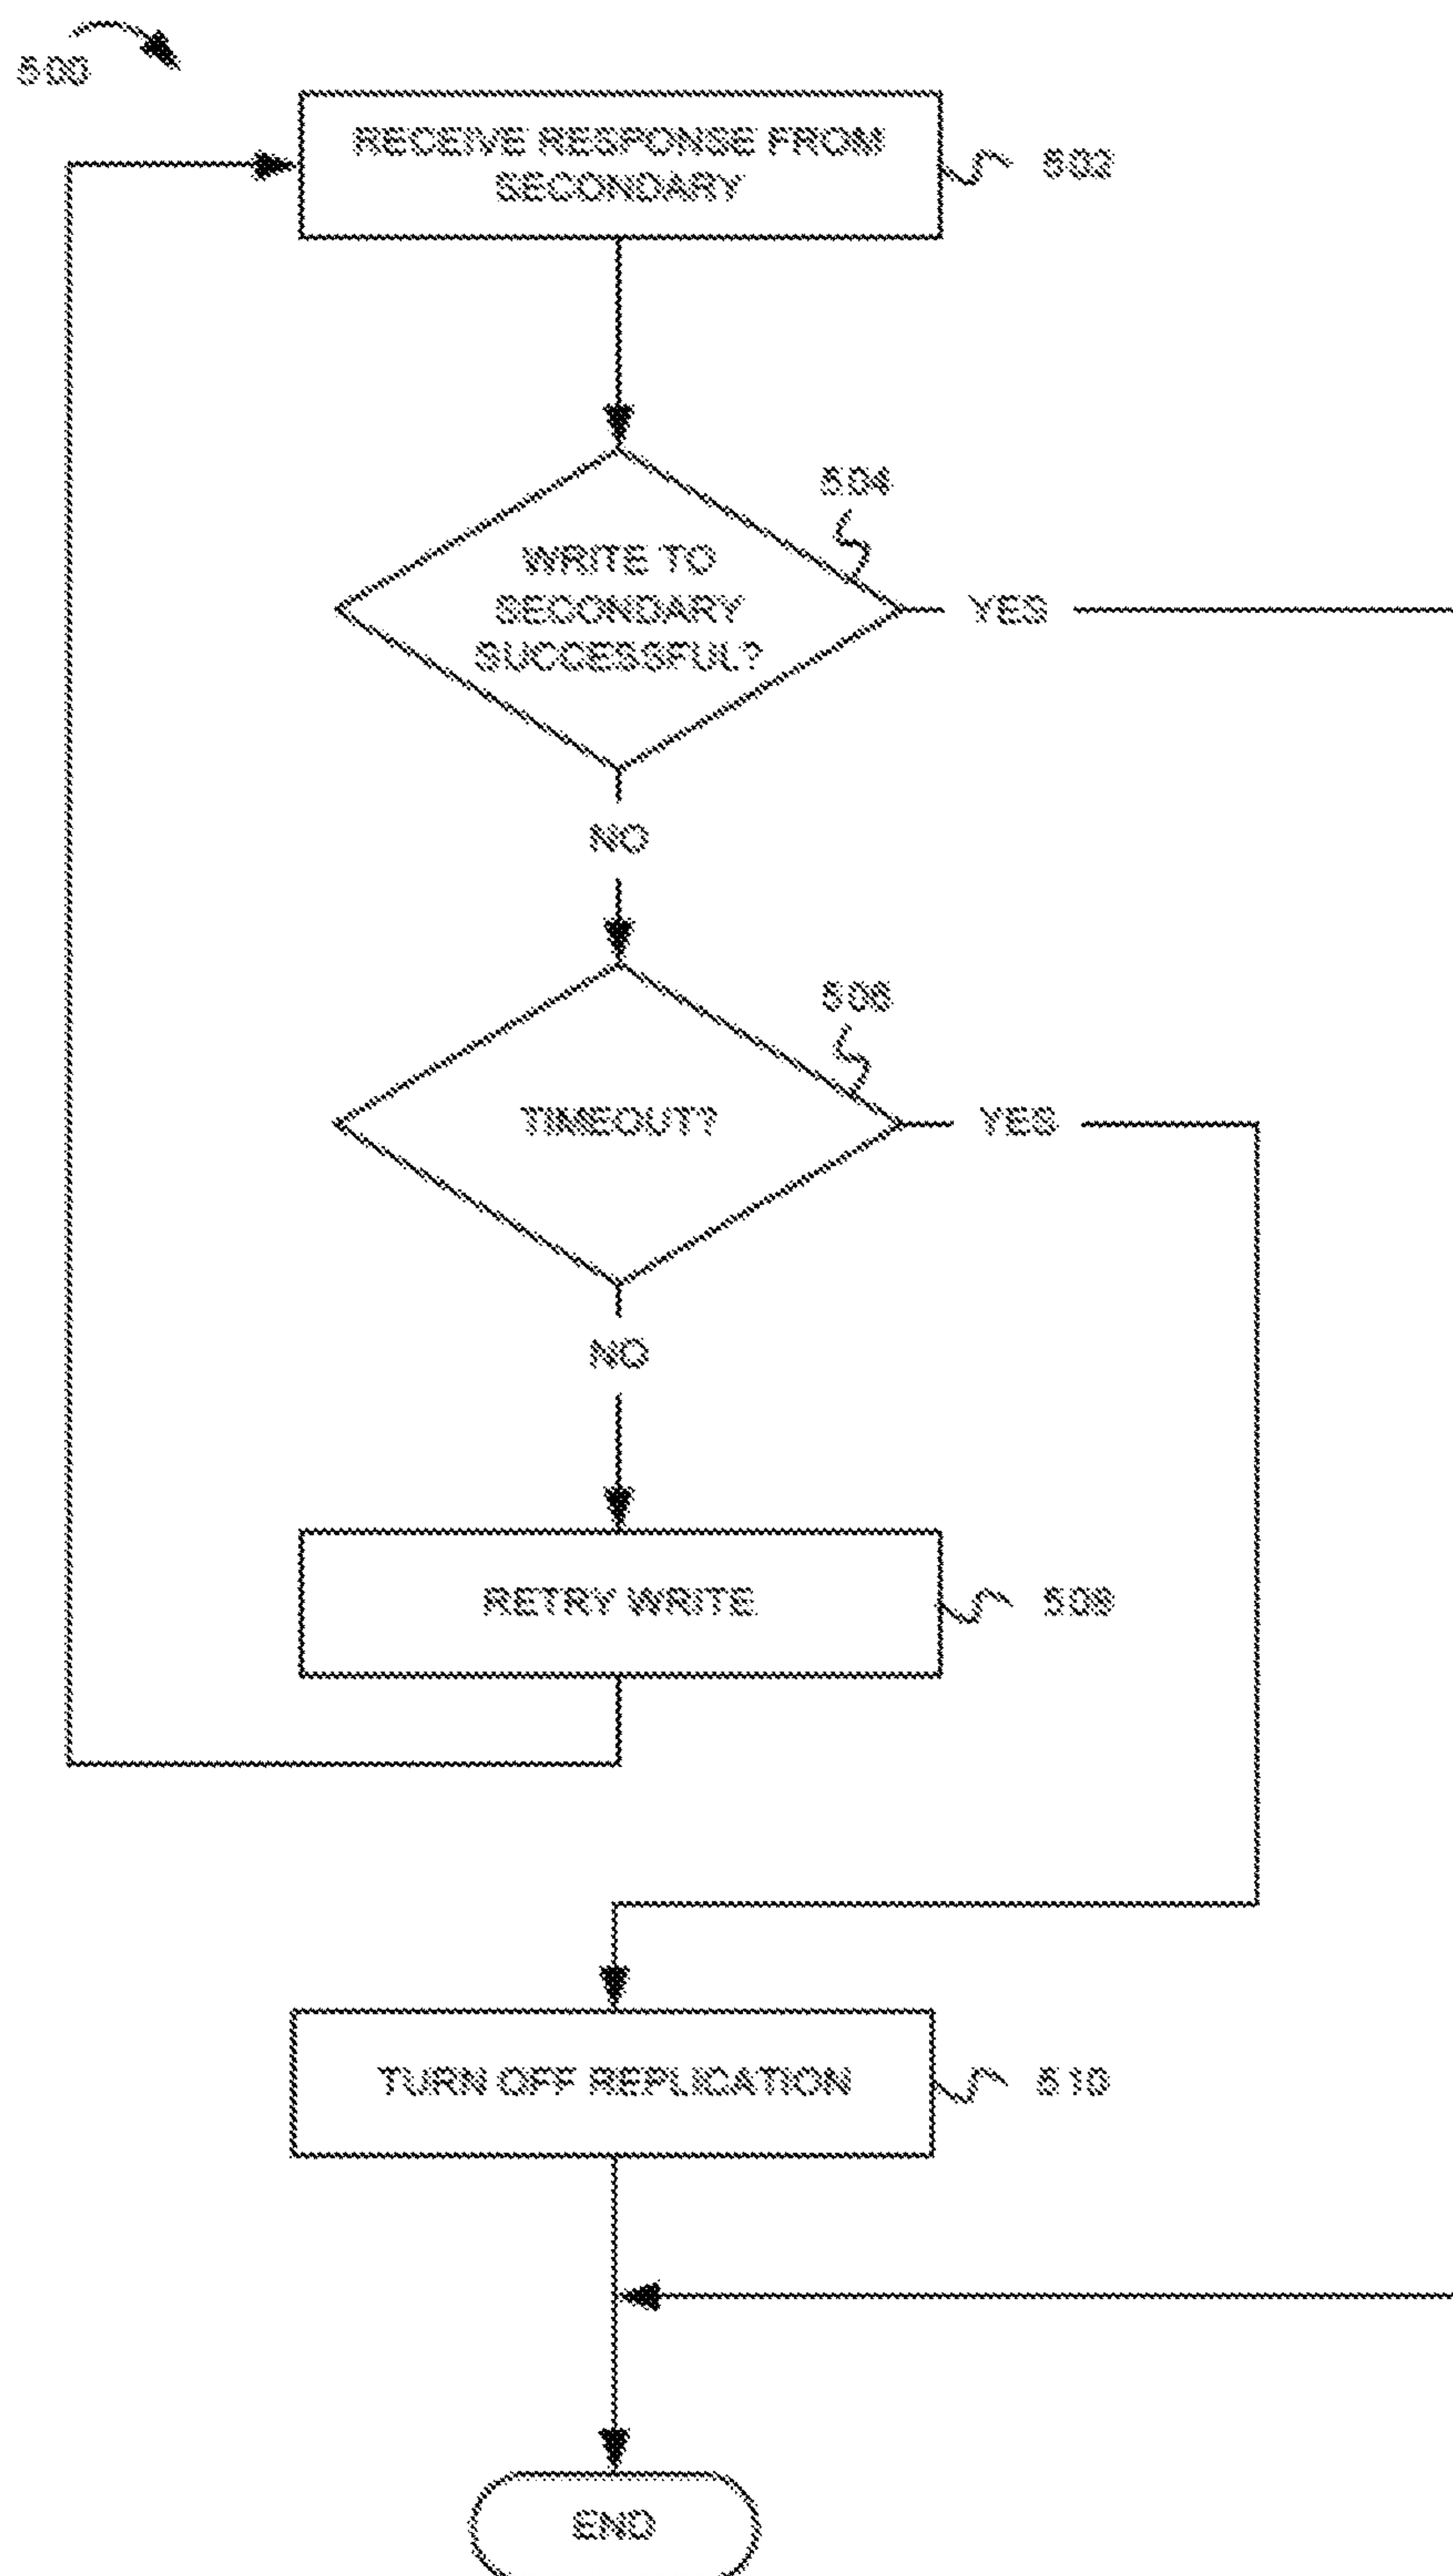 500
RECEIVE RESPONSE FROM
SECONDARY
502
504
WRITE TO
SECONDARY
SUCCESSFUL?
YES
NO
506
TIMEOUT?
YES
NO
RETRY WRITE
508
TURN OFF REPLICATION
510
END